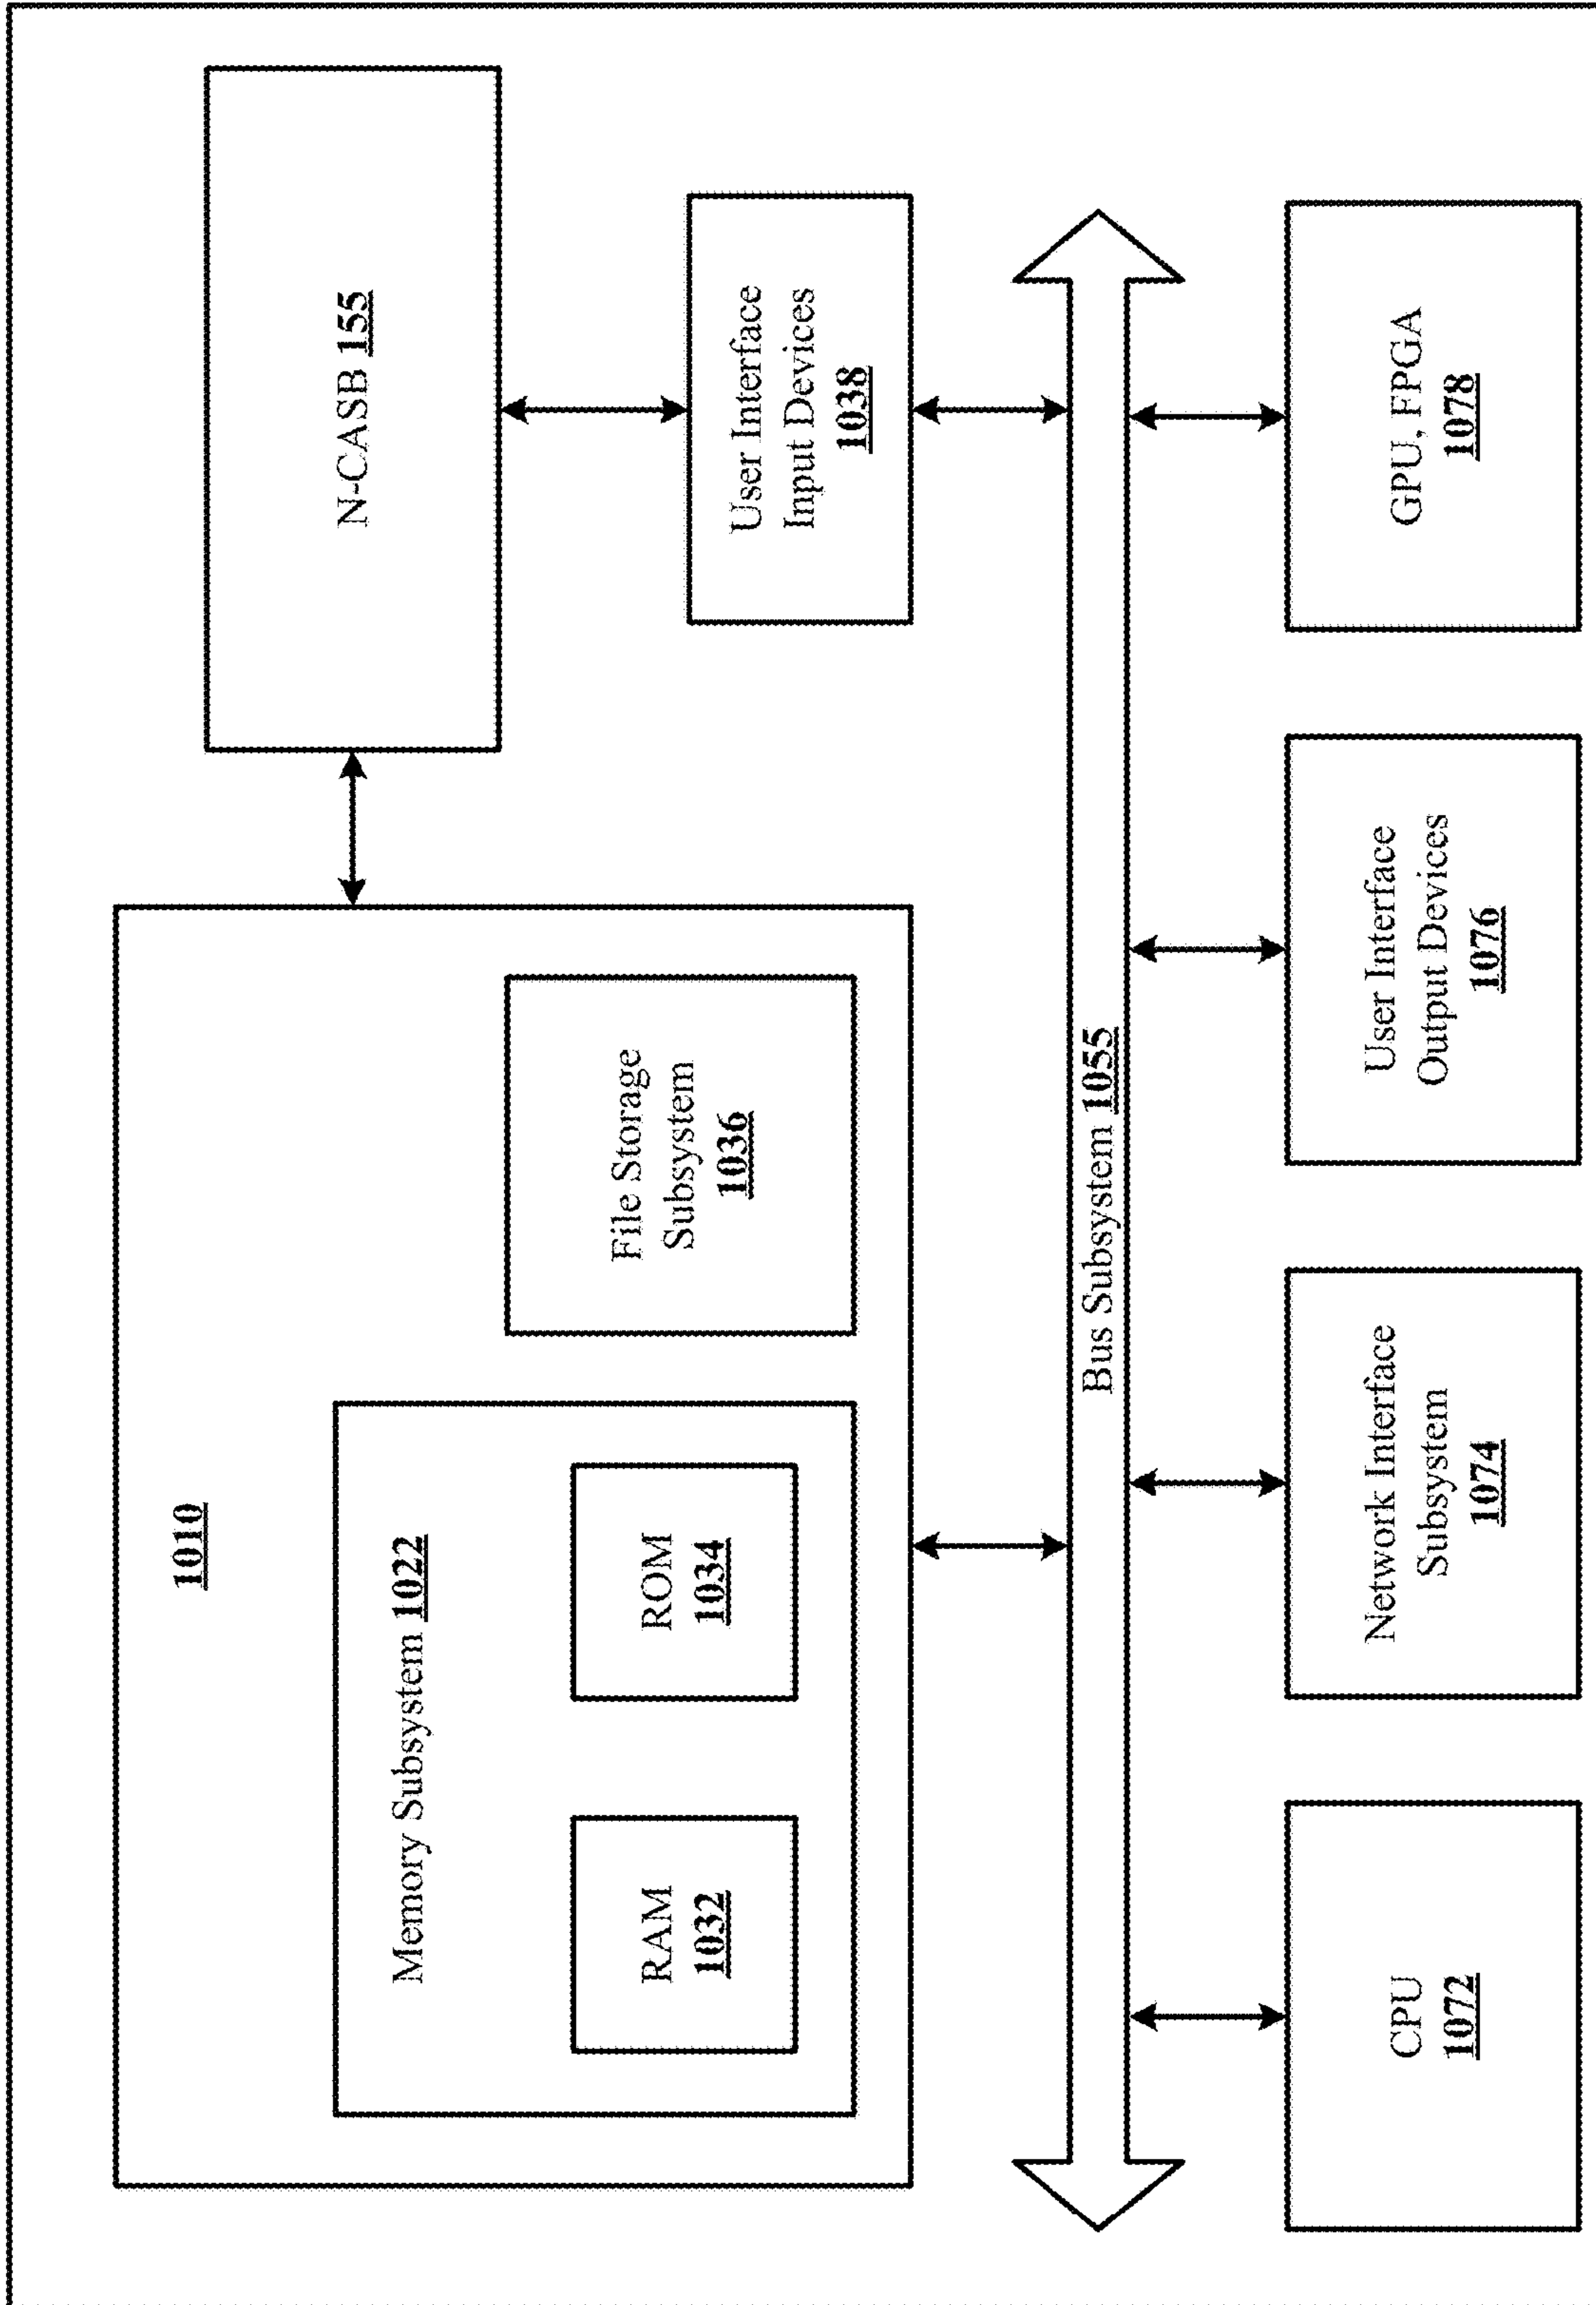 1010
N-CASB 155
Memory Subsystem 1022
File Storage
Subsystem
1036
RAM
1032
ROM
1034
User Interface
Input Devices
1038
Bus Subsystem 1055
CPU
1072
Network Interface
Subsystem
1074
User Interface
Output Devices
1076
GPU, FPGA
1078